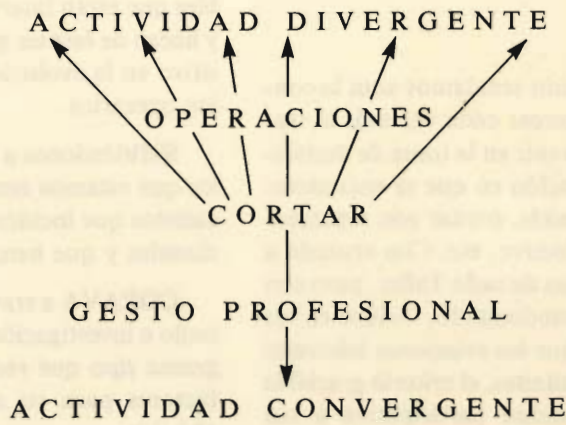 ACTIVIDAD DIVERGENTE
OPERACIONES
CORTAR
GESTO PROFESIONAL
ACTIVIDAD CONVERGENTE